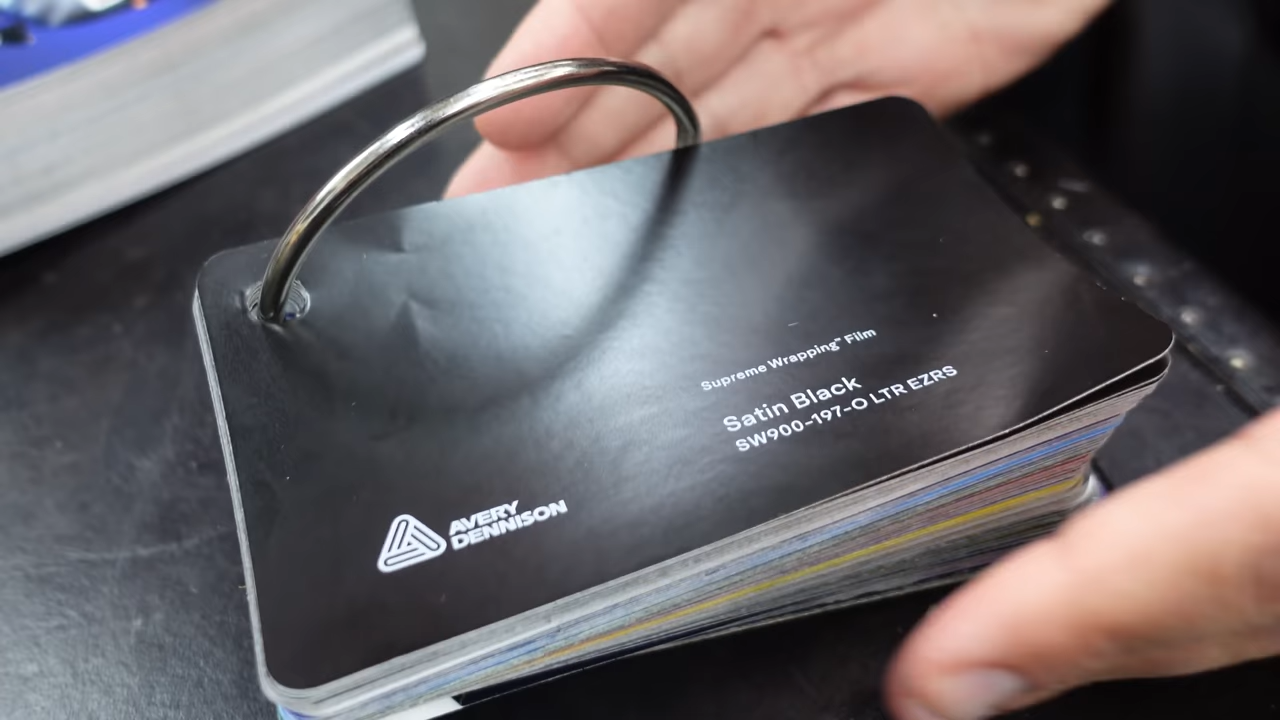 Supreme Wrapping™ Film
Satin Black
SW900-197-O LTR EZRS
AVERY
DENNISON